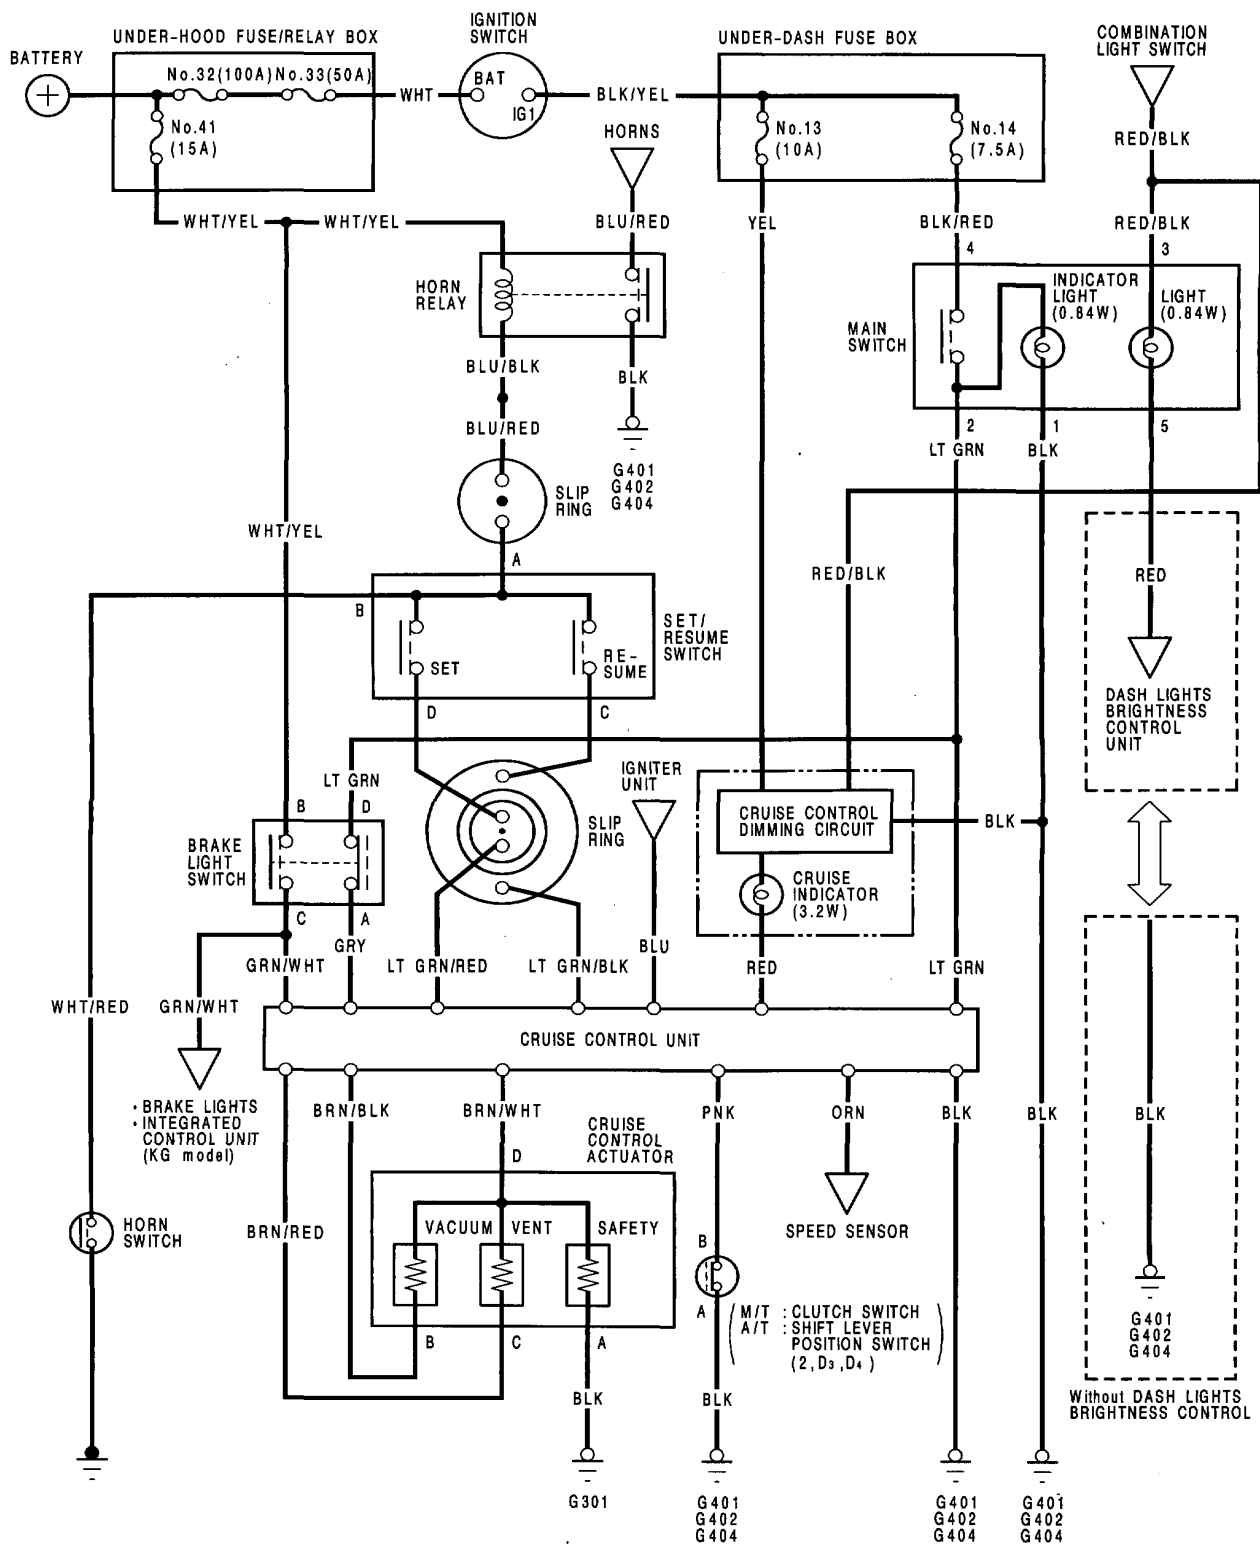 BATTERY
UNDER-HOOD FUSE/RELAY BOX
No.32(100A)
No.33(50A)
No.41
(15A)
WHT
IGNITION
SWITCH
BAT
IG1
BLK/YEL
UNDER-DASH FUSE BOX
No.13
(10A)
No.14
(7.5A)
COMBINATION
LIGHT SWITCH
RED/BLK
HORNS
WHT/YEL
WHT/YEL
BLU/RED
YEL
BLK/RED
RED/BLK
4
3
HORN
RELAY
MAIN
SWITCH
INDICATOR
LIGHT
(0.84W)
LIGHT
(0.84W)
BLU/BLK
BLK
BLU/RED
2
1
5
LT GRN
BLK
G401
G402
G404
SLIP
RING
WHT/YEL
A
RED/BLK
RED
B
SET/
RESUME
SWITCH
SET
RE-
SUME
D
C
DASH LIGHTS
BRIGHTNESS
CONTROL
UNIT
LT GRN
IGNITER
UNIT
B
D
BRAKE
LIGHT
SWITCH
SLIP
RING
CRUISE CONTROL
DIMMING CIRCUIT
BLK
CRUISE
INDICATOR
(3.2W)
C
A
GRY
BLU
GRN/WHT
LT GRN/RED
LT GRN/BLK
RED
LT GRN
WHT/RED
GRN/WHT
CRUISE CONTROL UNIT
• BRAKE LIGHTS
• INTEGRATED
CONTROL UNIT
(KG model)
BRN/BLK
BRN/WHT
PNK
ORN
BLK
BLK
BLK
CRUISE
CONTROL
ACTUATOR
D
HORN
SWITCH
BRN/RED
VACUUM
VENT
SAFETY
SPEED SENSOR
B
A
M/T : CLUTCH SWITCH
A/T : SHIFT LEVER
POSITION SWITCH
(2, D3, D4)
B
C
A
G401
G402
G404
BLK
BLK
Without DASH LIGHTS
BRIGHTNESS CONTROL
G301
G401
G402
G404
G401
G402
G404
G401
G402
G404